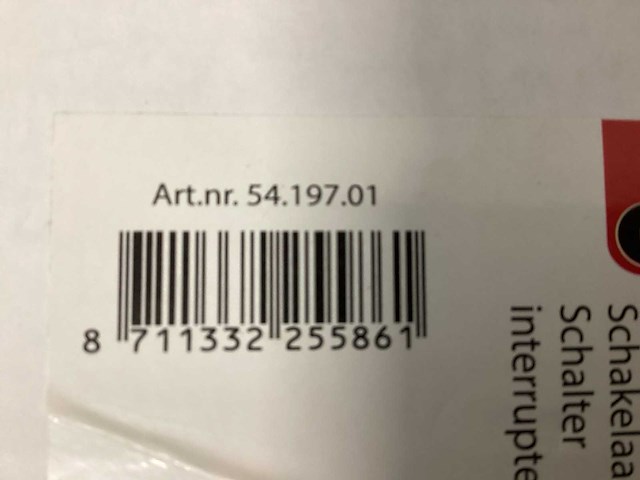 Art.nr. 54.197.01
8 711332 255861
Schakelaa
Schalter
interrupte